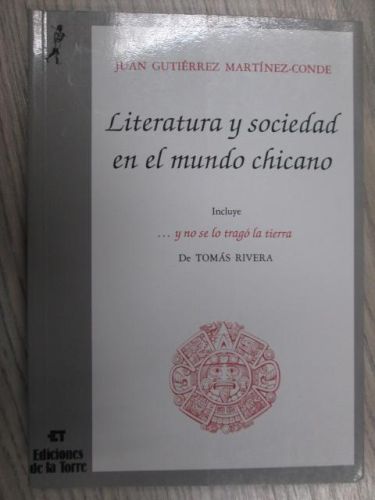 JUAN GUTIÉRREZ MARTÍNEZ-CONDE
Literatura y sociedad
en el mundo chicano
Incluye
... y no se lo tragó la tierra
De TOMÁS RIVERA
ET
Ediciones
de la Torre